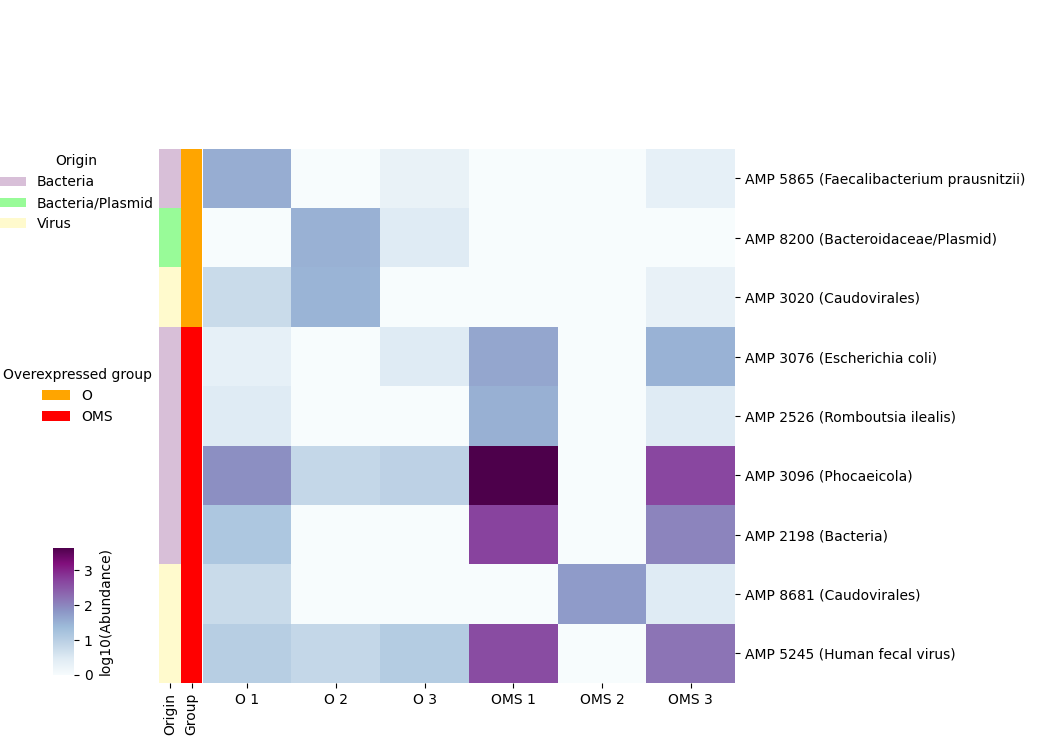 Origin
Bacteria
Bacteria/Plasmid
Virus
Overexpressed group
O
OMS
3
2
1
0
log10(Abundance)
AMP 5865 (Faecalibacterium prausnitzii)
AMP 8200 (Bacteroidaceae/Plasmid)
AMP 3020 (Caudovirales)
AMP 3076 (Escherichia coli)
AMP 2526 (Romboutsia ilealis)
AMP 3096 (Phocaeicola)
AMP 2198 (Bacteria)
AMP 8681 (Caudovirales)
AMP 5245 (Human fecal virus)
Origin
Group
O 1
O 2
O 3
OMS 1
OMS 2
OMS 3